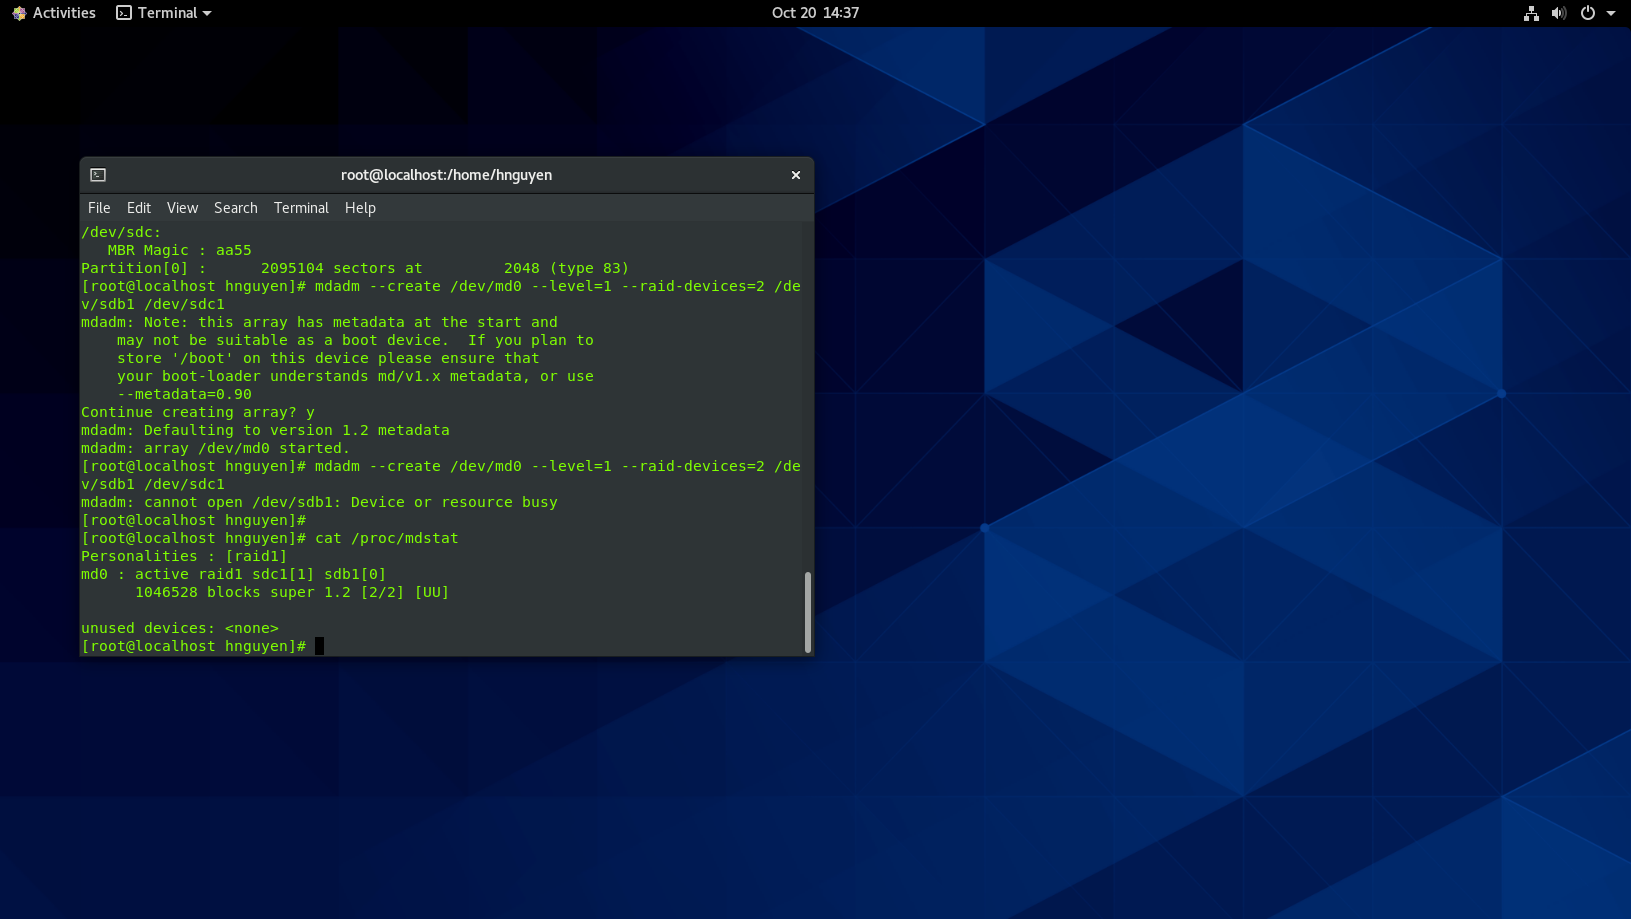 Activities Terminal Oct 20 14:37
root@localhost:/home/hnguyen
File Edit View Search Terminal Help
/dev/sdc:
   MBR Magic : aa55
Partition[0] :      2095104 sectors at         2048 (type 83)
[root@localhost hnguyen]# mdadm --create /dev/md0 --level=1 --raid-devices=2 /de
v/sdb1 /dev/sdc1
mdadm: Note: this array has metadata at the start and
    may not be suitable as a boot device.  If you plan to
    store '/boot' on this device please ensure that
    your boot-loader understands md/v1.x metadata, or use
    --metadata=0.90
Continue creating array? y
mdadm: Defaulting to version 1.2 metadata
mdadm: array /dev/md0 started.
[root@localhost hnguyen]# mdadm --create /dev/md0 --level=1 --raid-devices=2 /de
v/sdb1 /dev/sdc1
mdadm: cannot open /dev/sdb1: Device or resource busy
[root@localhost hnguyen]#
[root@localhost hnguyen]# cat /proc/mdstat
Personalities : [raid1]
md0 : active raid1 sdc1[1] sdb1[0]
      1046528 blocks super 1.2 [2/2] [UU]
unused devices: <none>
[root@localhost hnguyen]#